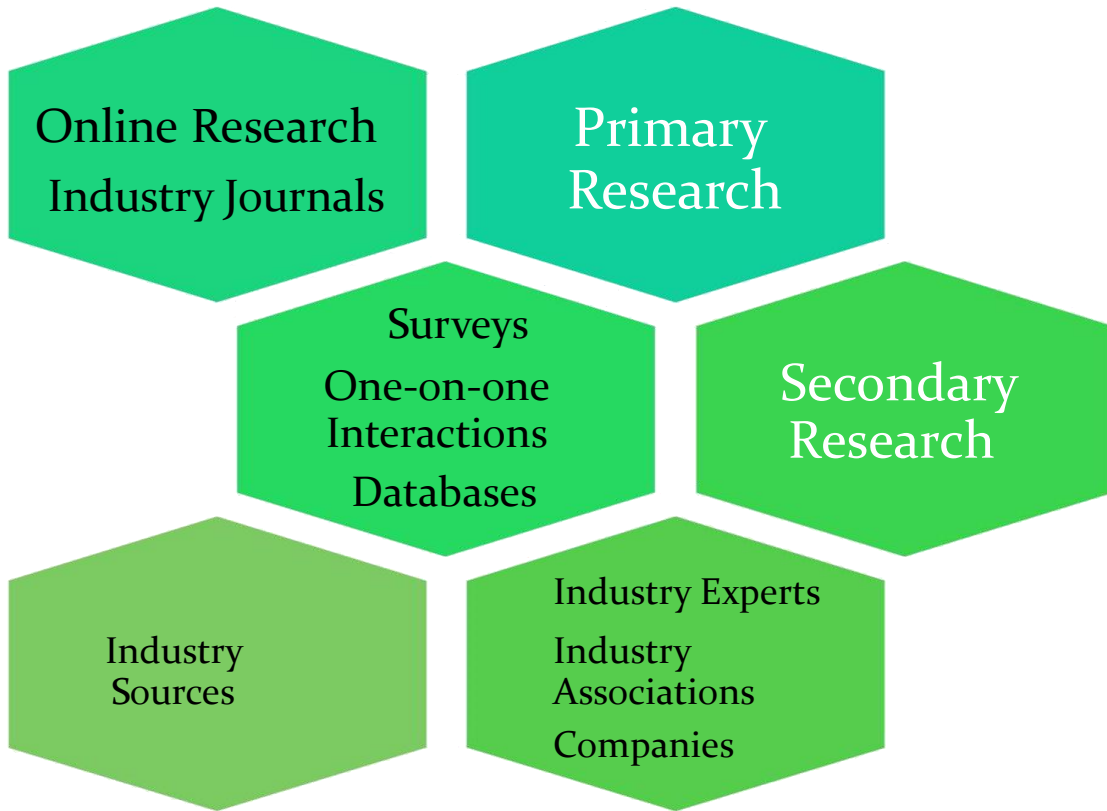 Online Research
Industry Journals
Primary
Research
Surveys
One-on-one
Interactions
Databases
Secondary
Research
Industry
Sources
Industry Experts
Industry
Associations
Companies